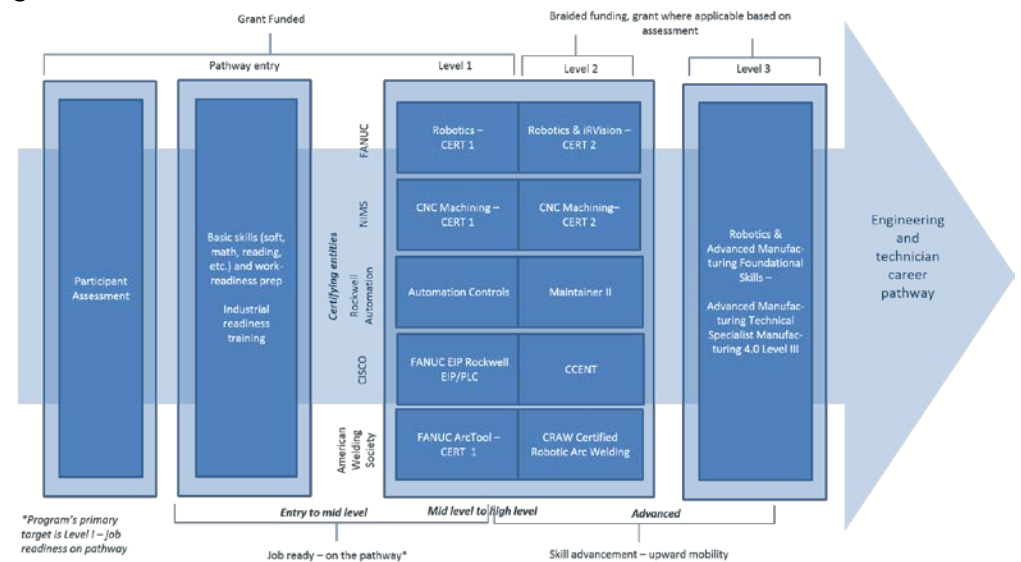 Grant Funded
Braided funding, grant where applicable based on
assessment
Pathway entry
Level 1
Level 2
Level 3
Participant
Assessment
Basic skills (soft,
math, reading,
etc.) and work-
readiness prep
Industrial
readiness
training
Certifying entities
FANUC
NIMS
Rockwell
Automation
CISCO
American
Welding
Society
Robotics –
CERT 1
Robotics & iRVision –
CERT 2
CNC Machining –
CERT 1
CNC Machining–
CERT 2
Automation Controls
Maintainer II
FANUC EIP Rockwell
EIP/PLC
CCENT
FANUC ArcTool –
CERT 1
CRAW Certified
Robotic Arc Welding
Robotics &
Advanced Manufac-
turing Foundational
Skills –
Advanced Manufac-
turing Technical
Specialist Manufac-
turing 4.0 Level III
Engineering
and
technician
career
pathway
*Program's primary
target is Level I – job
readiness on pathway
Entry to mid level
Mid level to high level
Advanced
Job ready – on the pathway*
Skill advancement – upward mobility